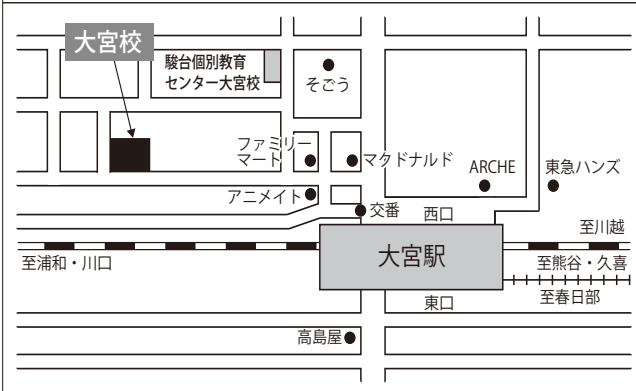 大宮校
駿台個別教育
センター大宮校
そごう
ファミリー
マート
マクドナルド
ARCHE
東急ハンズ
アニメイト
交番
西口
至川越
大宮駅
至浦和・川口
至熊谷・久喜
至春日部
東口
高島屋